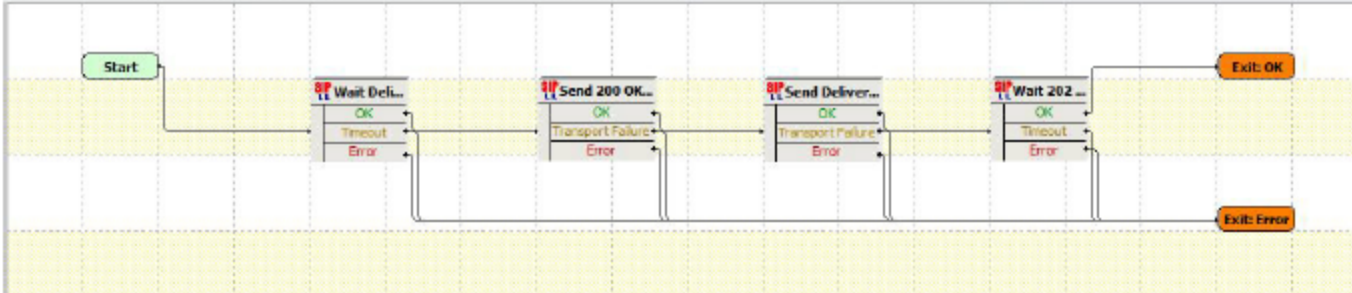 Start
Exit: OK
Wait Deli...
OK
Timeout
Error
Send 200 OK...
OK
Transport Failure
Error
Send Deliver...
OK
Transport Failure
Error
Wait 202 ...
OK
Timeout
Error
Exit: Error